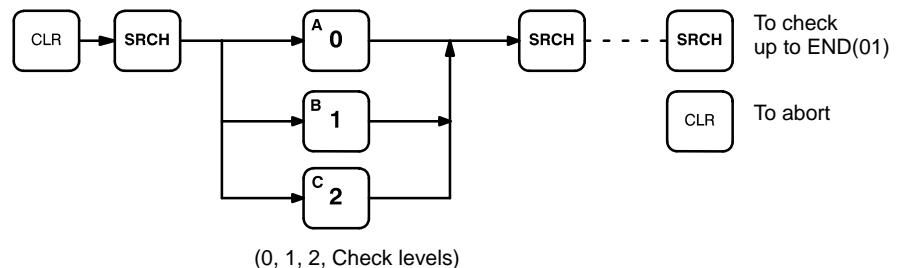 CLR
SRCH
A
0
SRCH
SRCH
To check
up to END(01)
B
1
CLR
To abort
C
2
(0, 1, 2, Check levels)